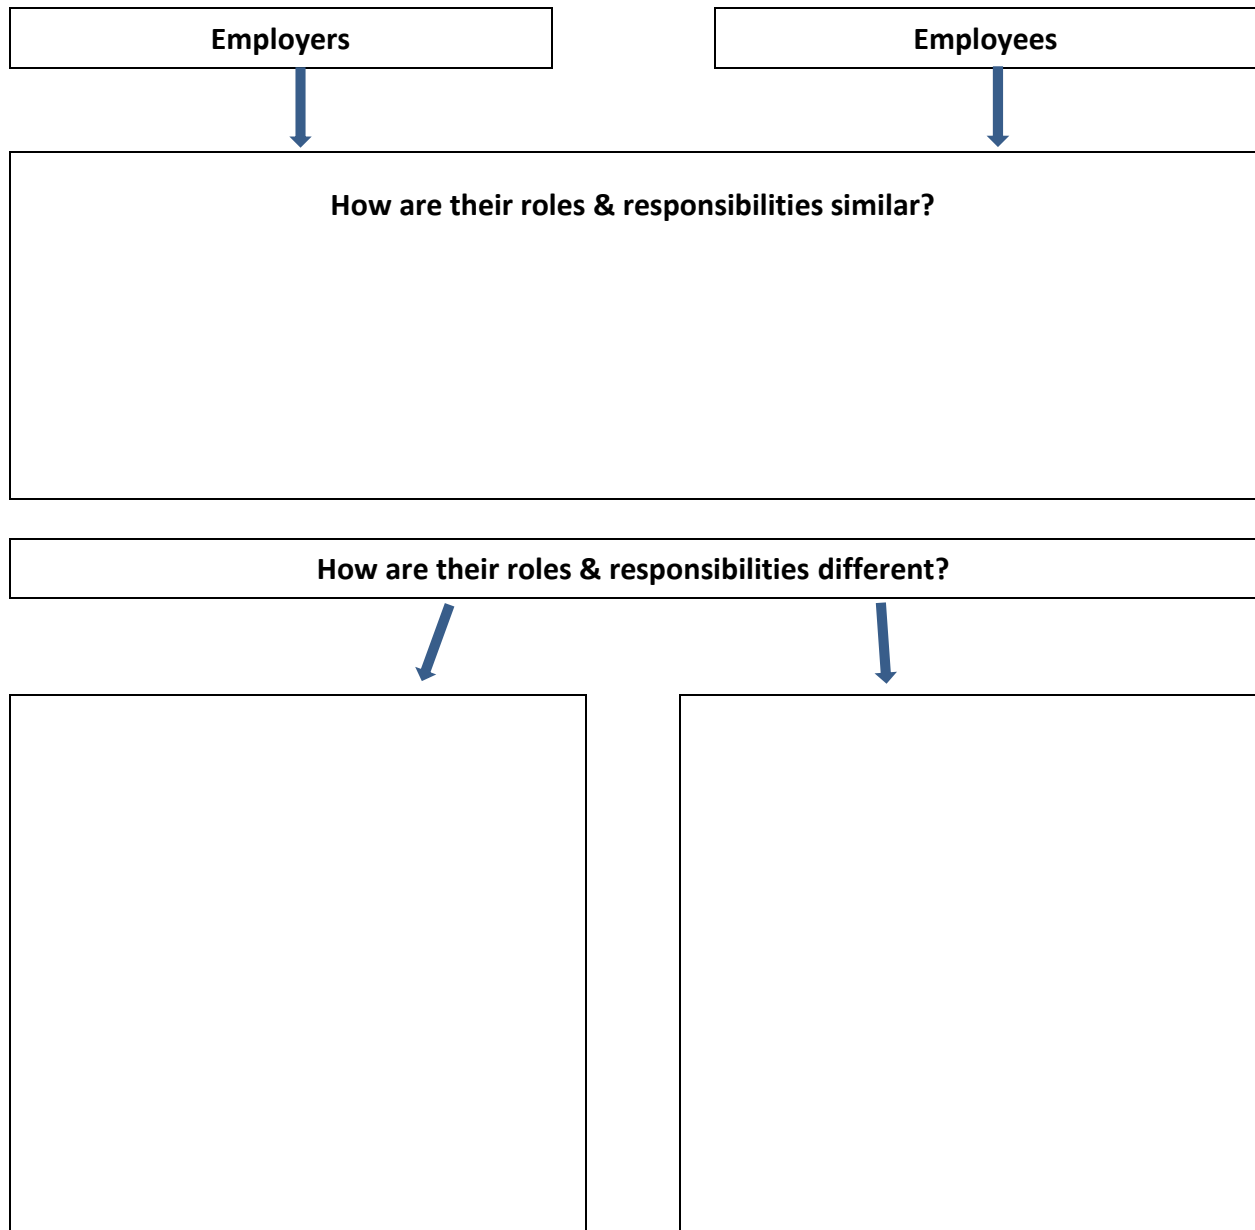 Employers
Employees
How are their roles & responsibilities similar?
How are their roles & responsibilities different?